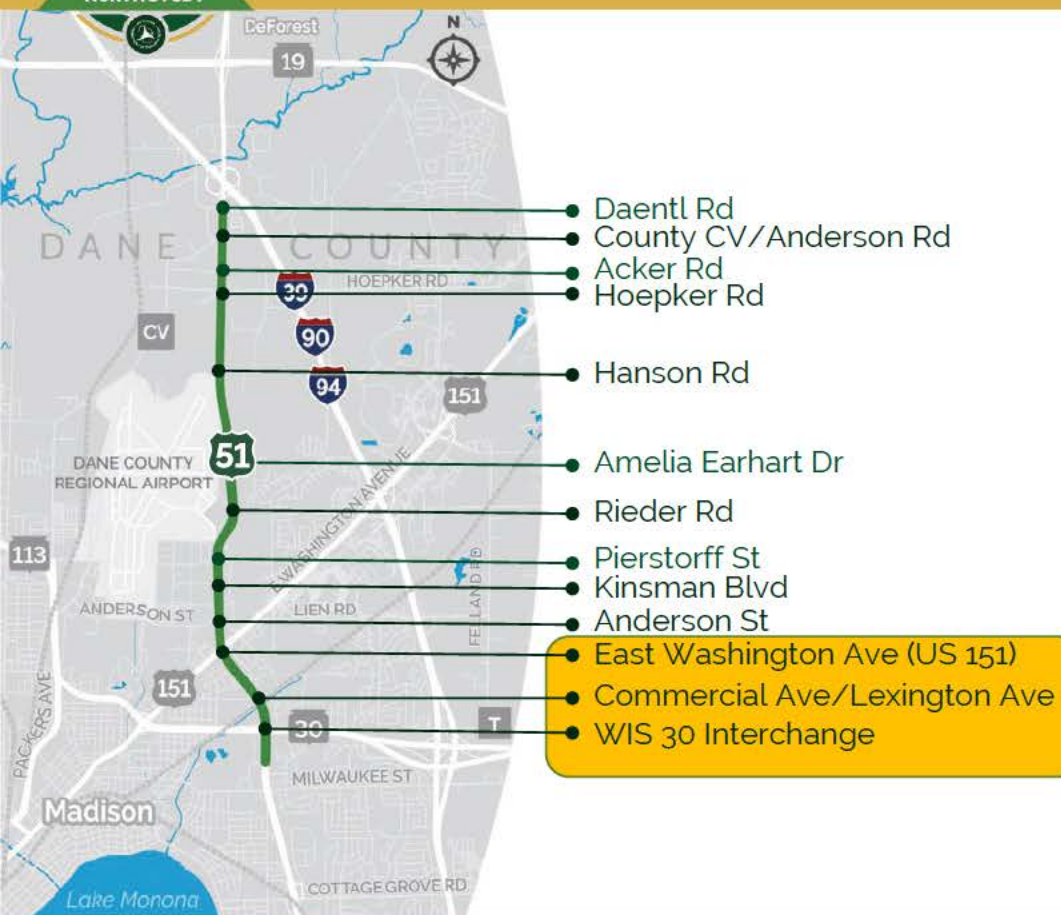 DeForest
N
19
Daentl Rd
County CV/Anderson Rd
DANE COUNTY
Acker Rd
HOEPKER RD
39
Hoepker Rd
CV
90
Hanson Rd
94
151
51
Amelia Earhart Dr
DANE COUNTY
REGIONAL AIRPORT
E WASHINGTON AVENUE
Rieder Rd
113
Pierstorff St
FELLAND RD
Kinsman Blvd
ANDERSON ST
LIEN RD
Anderson St
East Washington Ave (US 151)
151
Commercial Ave/Lexington Ave
PACKERS AVE
30
T
WIS 30 Interchange
MILWAUKEE ST
Madison
COTTAGE GROVE RD
Lake Monona